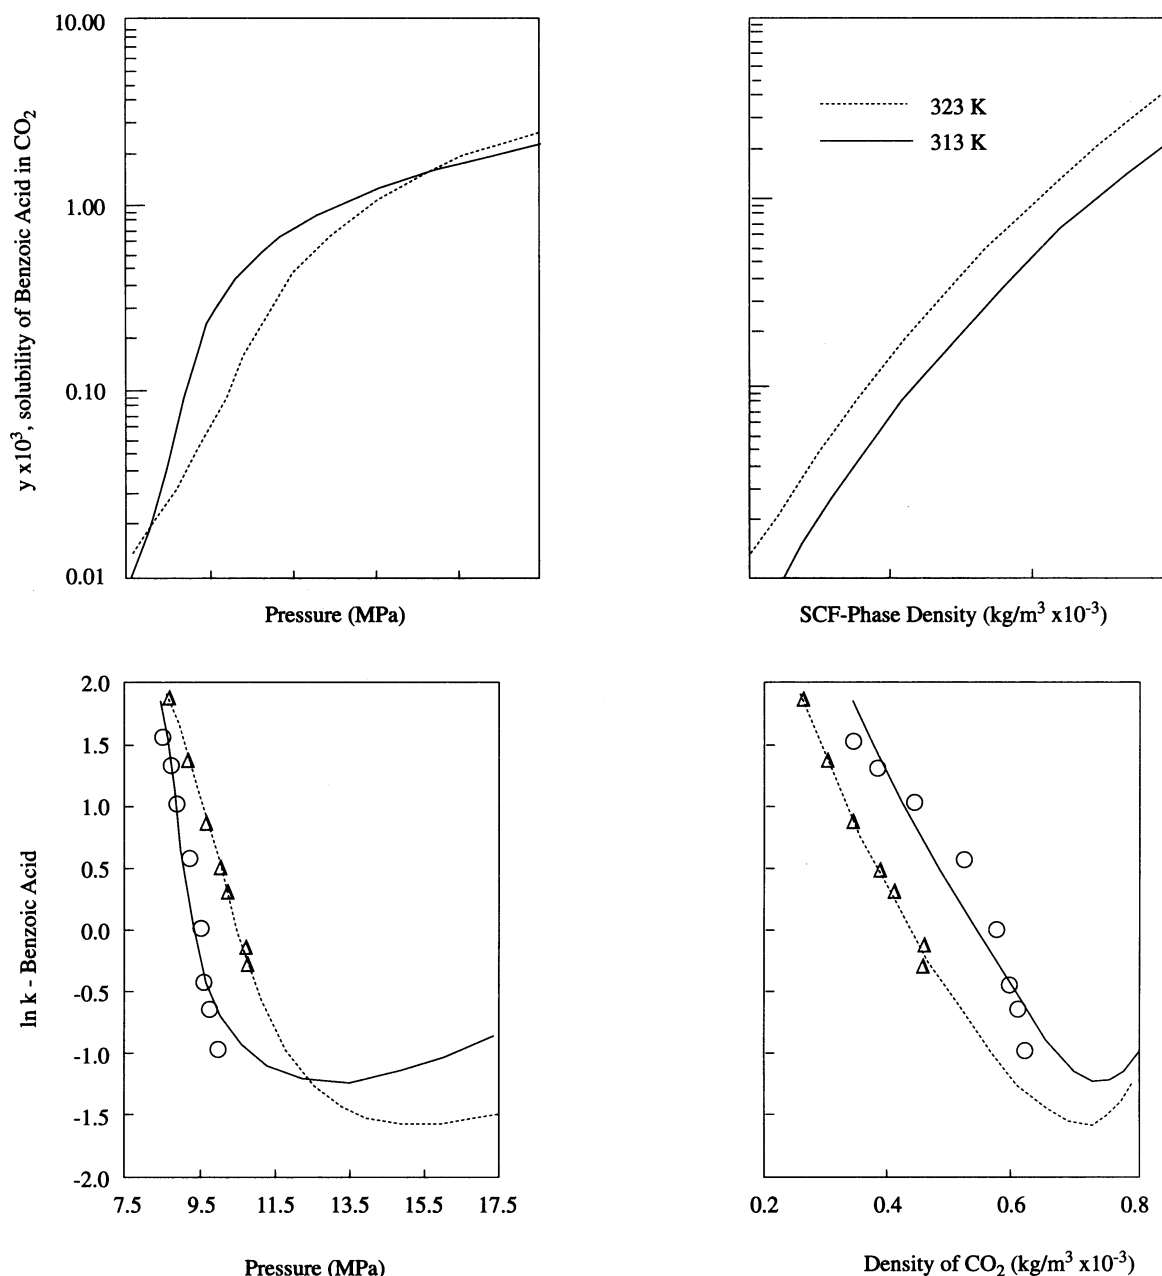 10.00
1.00
0.10
0.01
y x10³, solubility of Benzoic Acid in CO₂
Pressure (MPa)
323 K
313 K
SCF-Phase Density (kg/m³ x10⁻³)
2.0
1.5
1.0
0.5
0.0
-0.5
-1.0
-1.5
-2.0
ln k - Benzoic Acid
7.5 9.5 11.5 13.5 15.5 17.5
Pressure (MPa)
0.2 0.4 0.6 0.8
Density of CO₂ (kg/m³ x10⁻³)